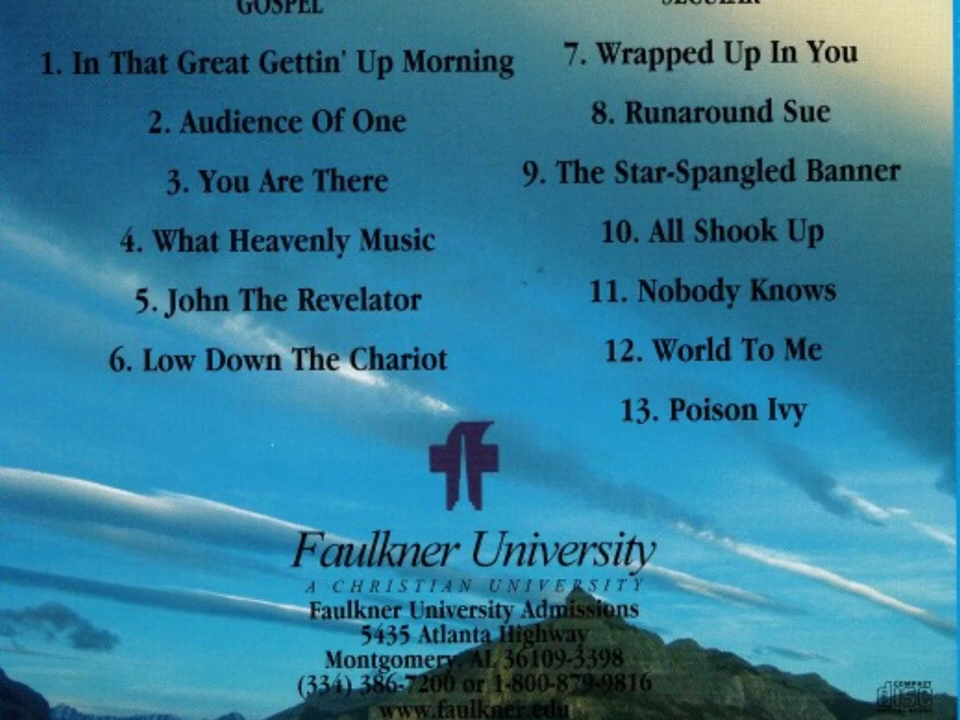 GOSPEL
1. In That Great Gettin' Up Morning
2. Audience Of One
3. You Are There
4. What Heavenly Music
5. John The Revelator
6. Low Down The Chariot
SECULAR
7. Wrapped Up In You
8. Runaround Sue
9. The Star-Spangled Banner
10. All Shook Up
11. Nobody Knows
12. World To Me
13. Poison Ivy
Faulkner University
A CHRISTIAN UNIVERSITY
Faulkner University Admissions
5435 Atlanta Highway
Montgomery, AL 36109-3398
(334) 386-7200 or 1-800-879-9816
www.faulkner.edu
COMPACT
disc